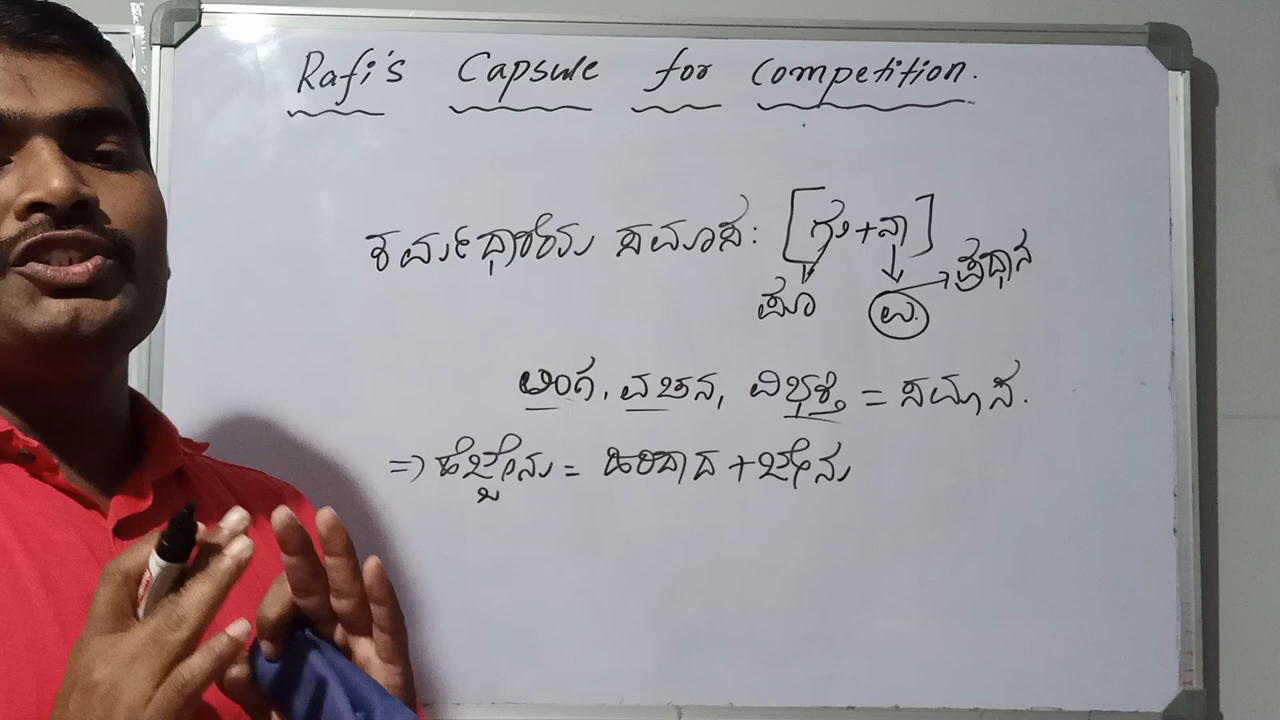 Rafi's Capsule for Competition.
ಕರ್ಮಧಾರಯ ಸಮಾಸ: [ಗು+ನಾ]
ಪೂ ಉ. ಪ್ರಧಾನ
ಲಿಂಗ, ವಚನ, ವಿಭಕ್ತಿ = ಸಮಾಸ.
=> ಹೆಜ್ಜೇನು = ಹಿರಿದಾದ + ಜೇನು